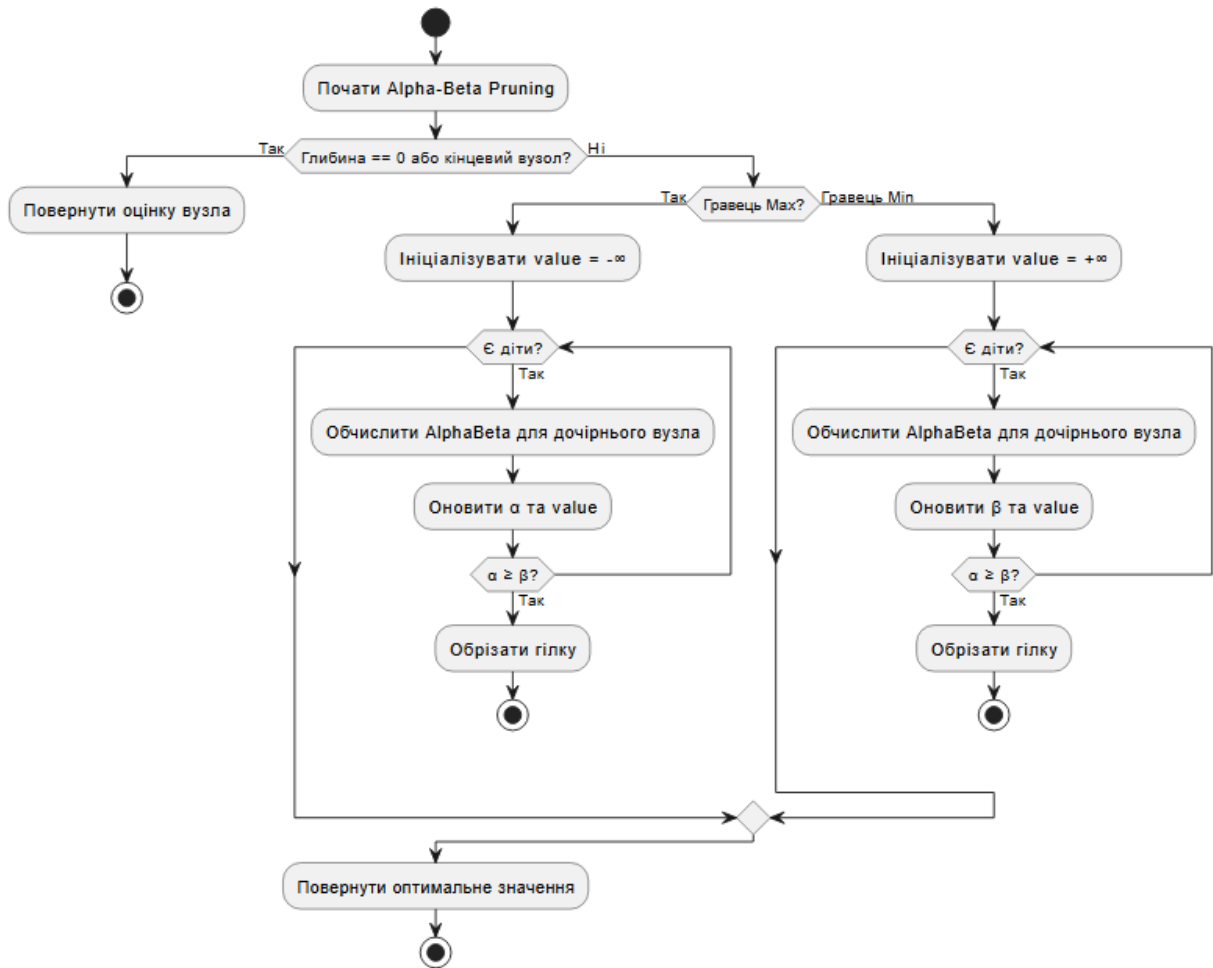 Почати Alpha-Beta Pruning
Так
Глибина == 0 або кінцевий вузол?
Ні
Повернути оцінку вузла
Так
Гравець Max?
Гравець Min
Ініціалізувати value = -∞
Ініціалізувати value = +∞
Є діти?
Є діти?
Так
Так
Обчислити AlphaBeta для дочірнього вузла
Обчислити AlphaBeta для дочірнього вузла
Оновити α та value
Оновити β та value
α ≥ β?
α ≥ β?
Так
Так
Обрізати гілку
Обрізати гілку
Повернути оптимальне значення